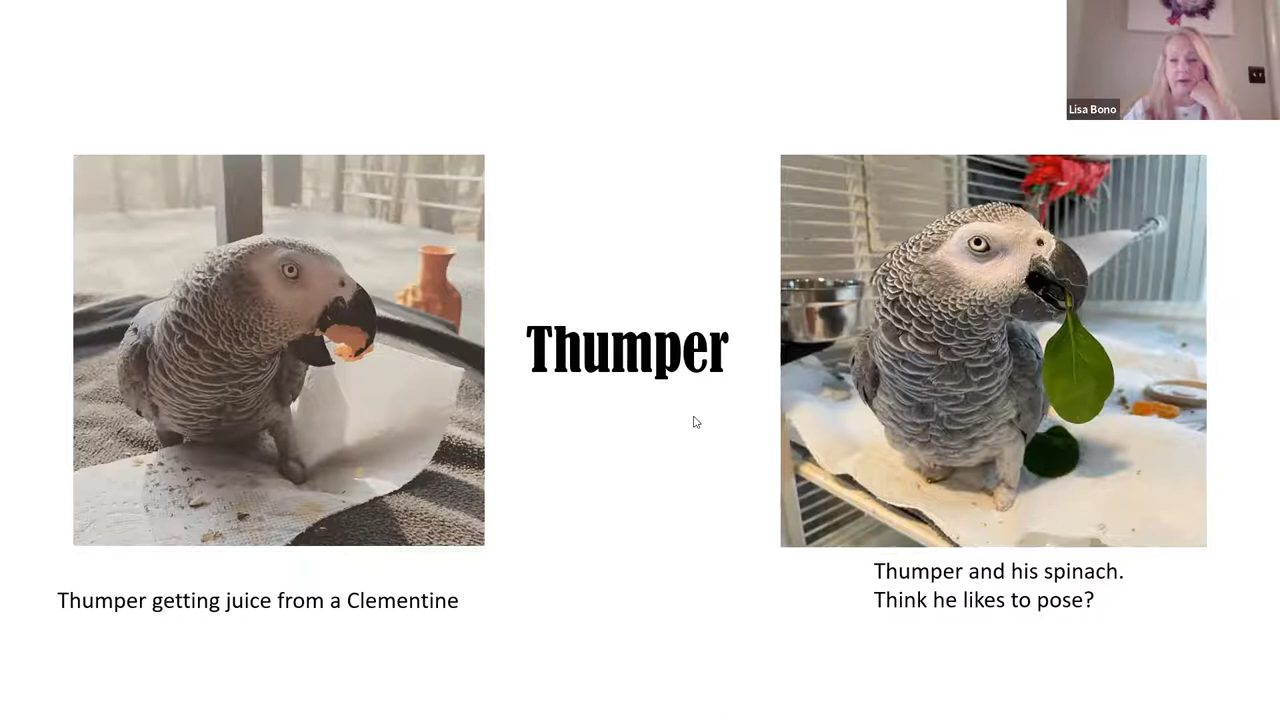 Lisa Bono
Thumper
Thumper getting juice from a Clementine
Thumper and his spinach.
Think he likes to pose?